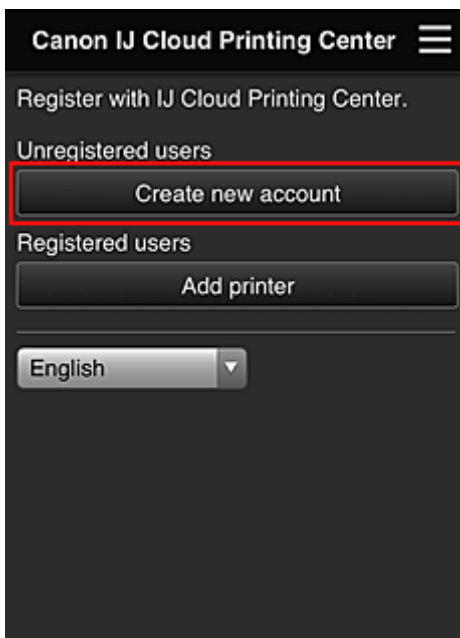 Canon IJ Cloud Printing Center
Register with IJ Cloud Printing Center.
Unregistered users
Create new account
Registered users
Add printer
English